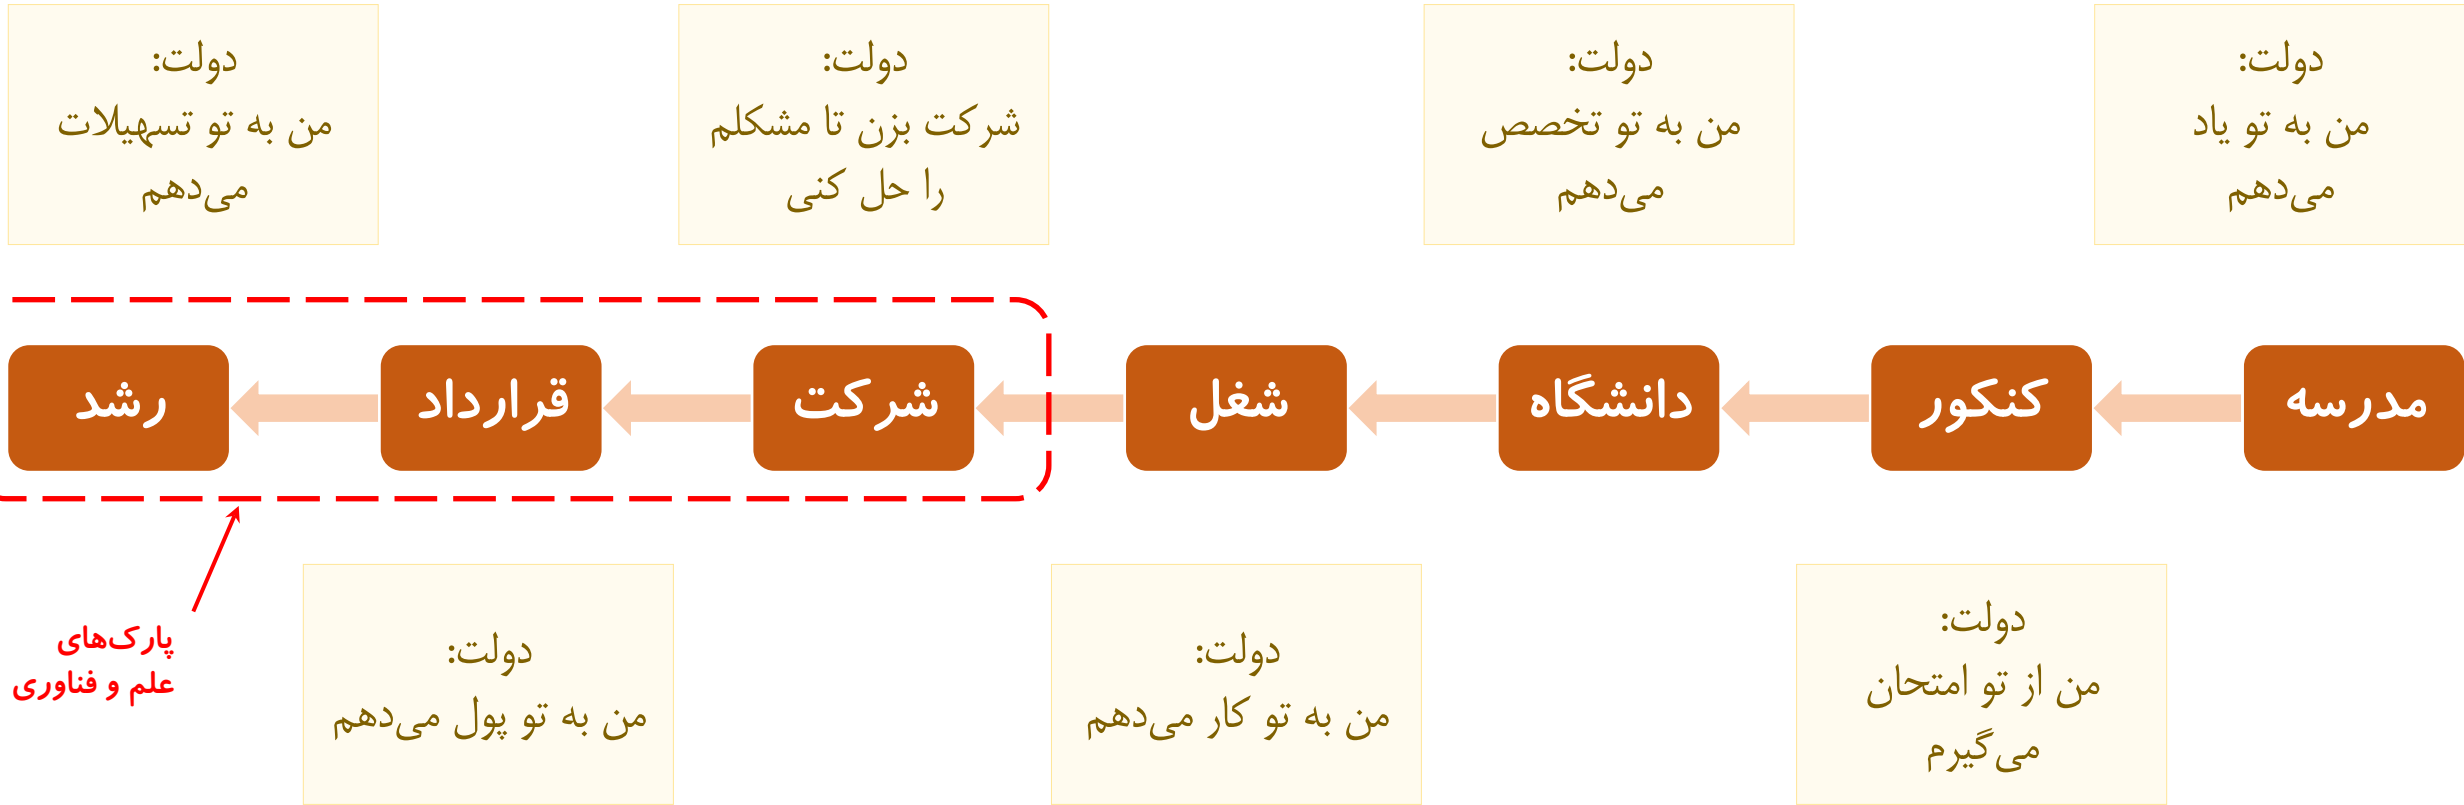 دولت:
من به تو یاد
می‌دهم
دولت:
من به تو تخصص
می‌دهم
دولت:
شرکت بزن تا مشکلم
را حل کنی
دولت:
من به تو تسهیلات
می‌دهم
مدرسه
کنکور
دانشگاه
شغل
شرکت
قرارداد
رشد
دولت:
من از تو امتحان
می‌گیرم
دولت:
من به تو کار می‌دهم
دولت:
من به تو پول می‌دهم
پارک‌های
علم و فناوری